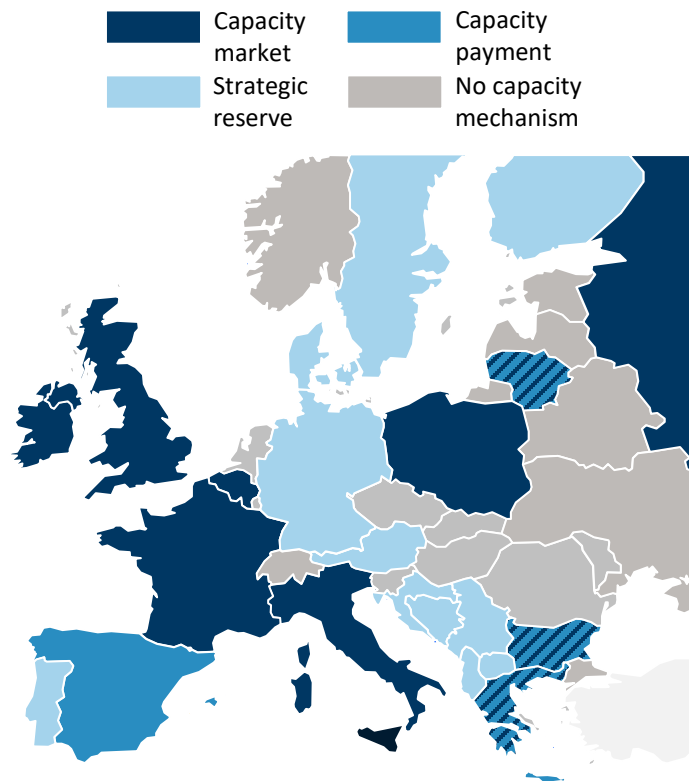 Capacity
market
Capacity
payment
Strategic
reserve
No capacity
mechanism